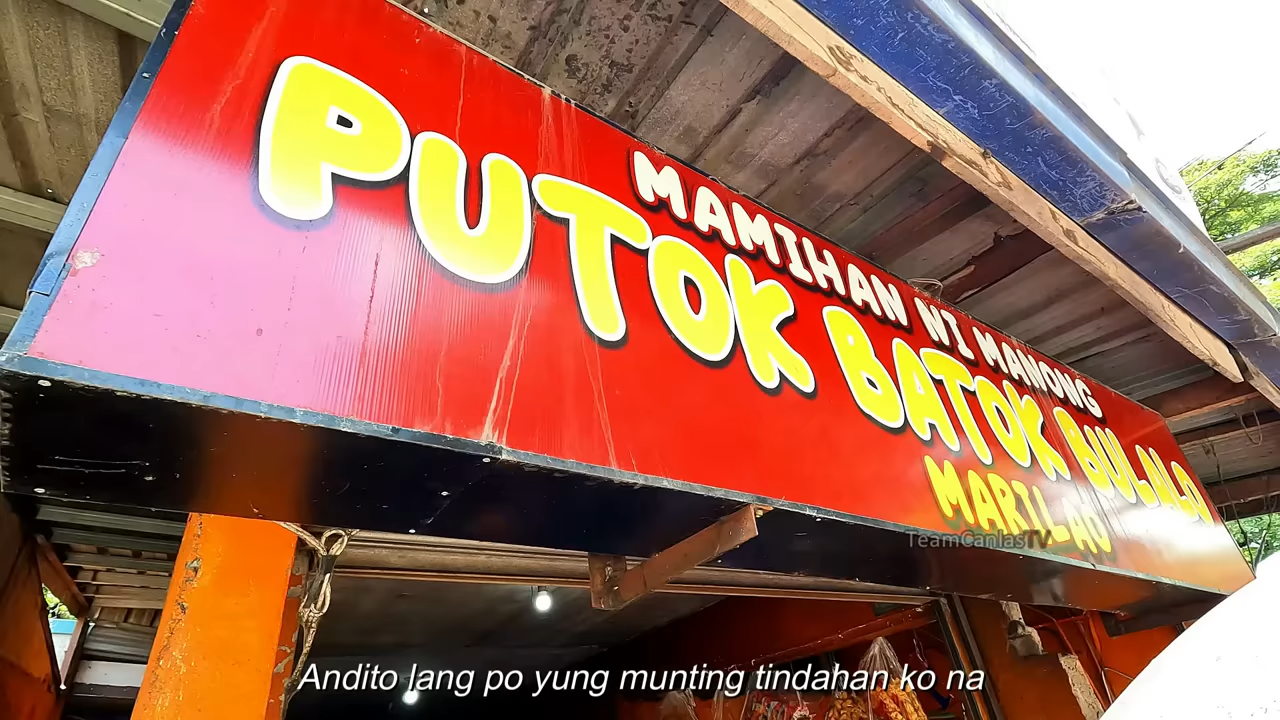 MAMIHAN NI MANONG
PUTOK BATOK BULALO
MARILAO
TeamCanlasTV
Andito lang po yung munting tindahan ko na